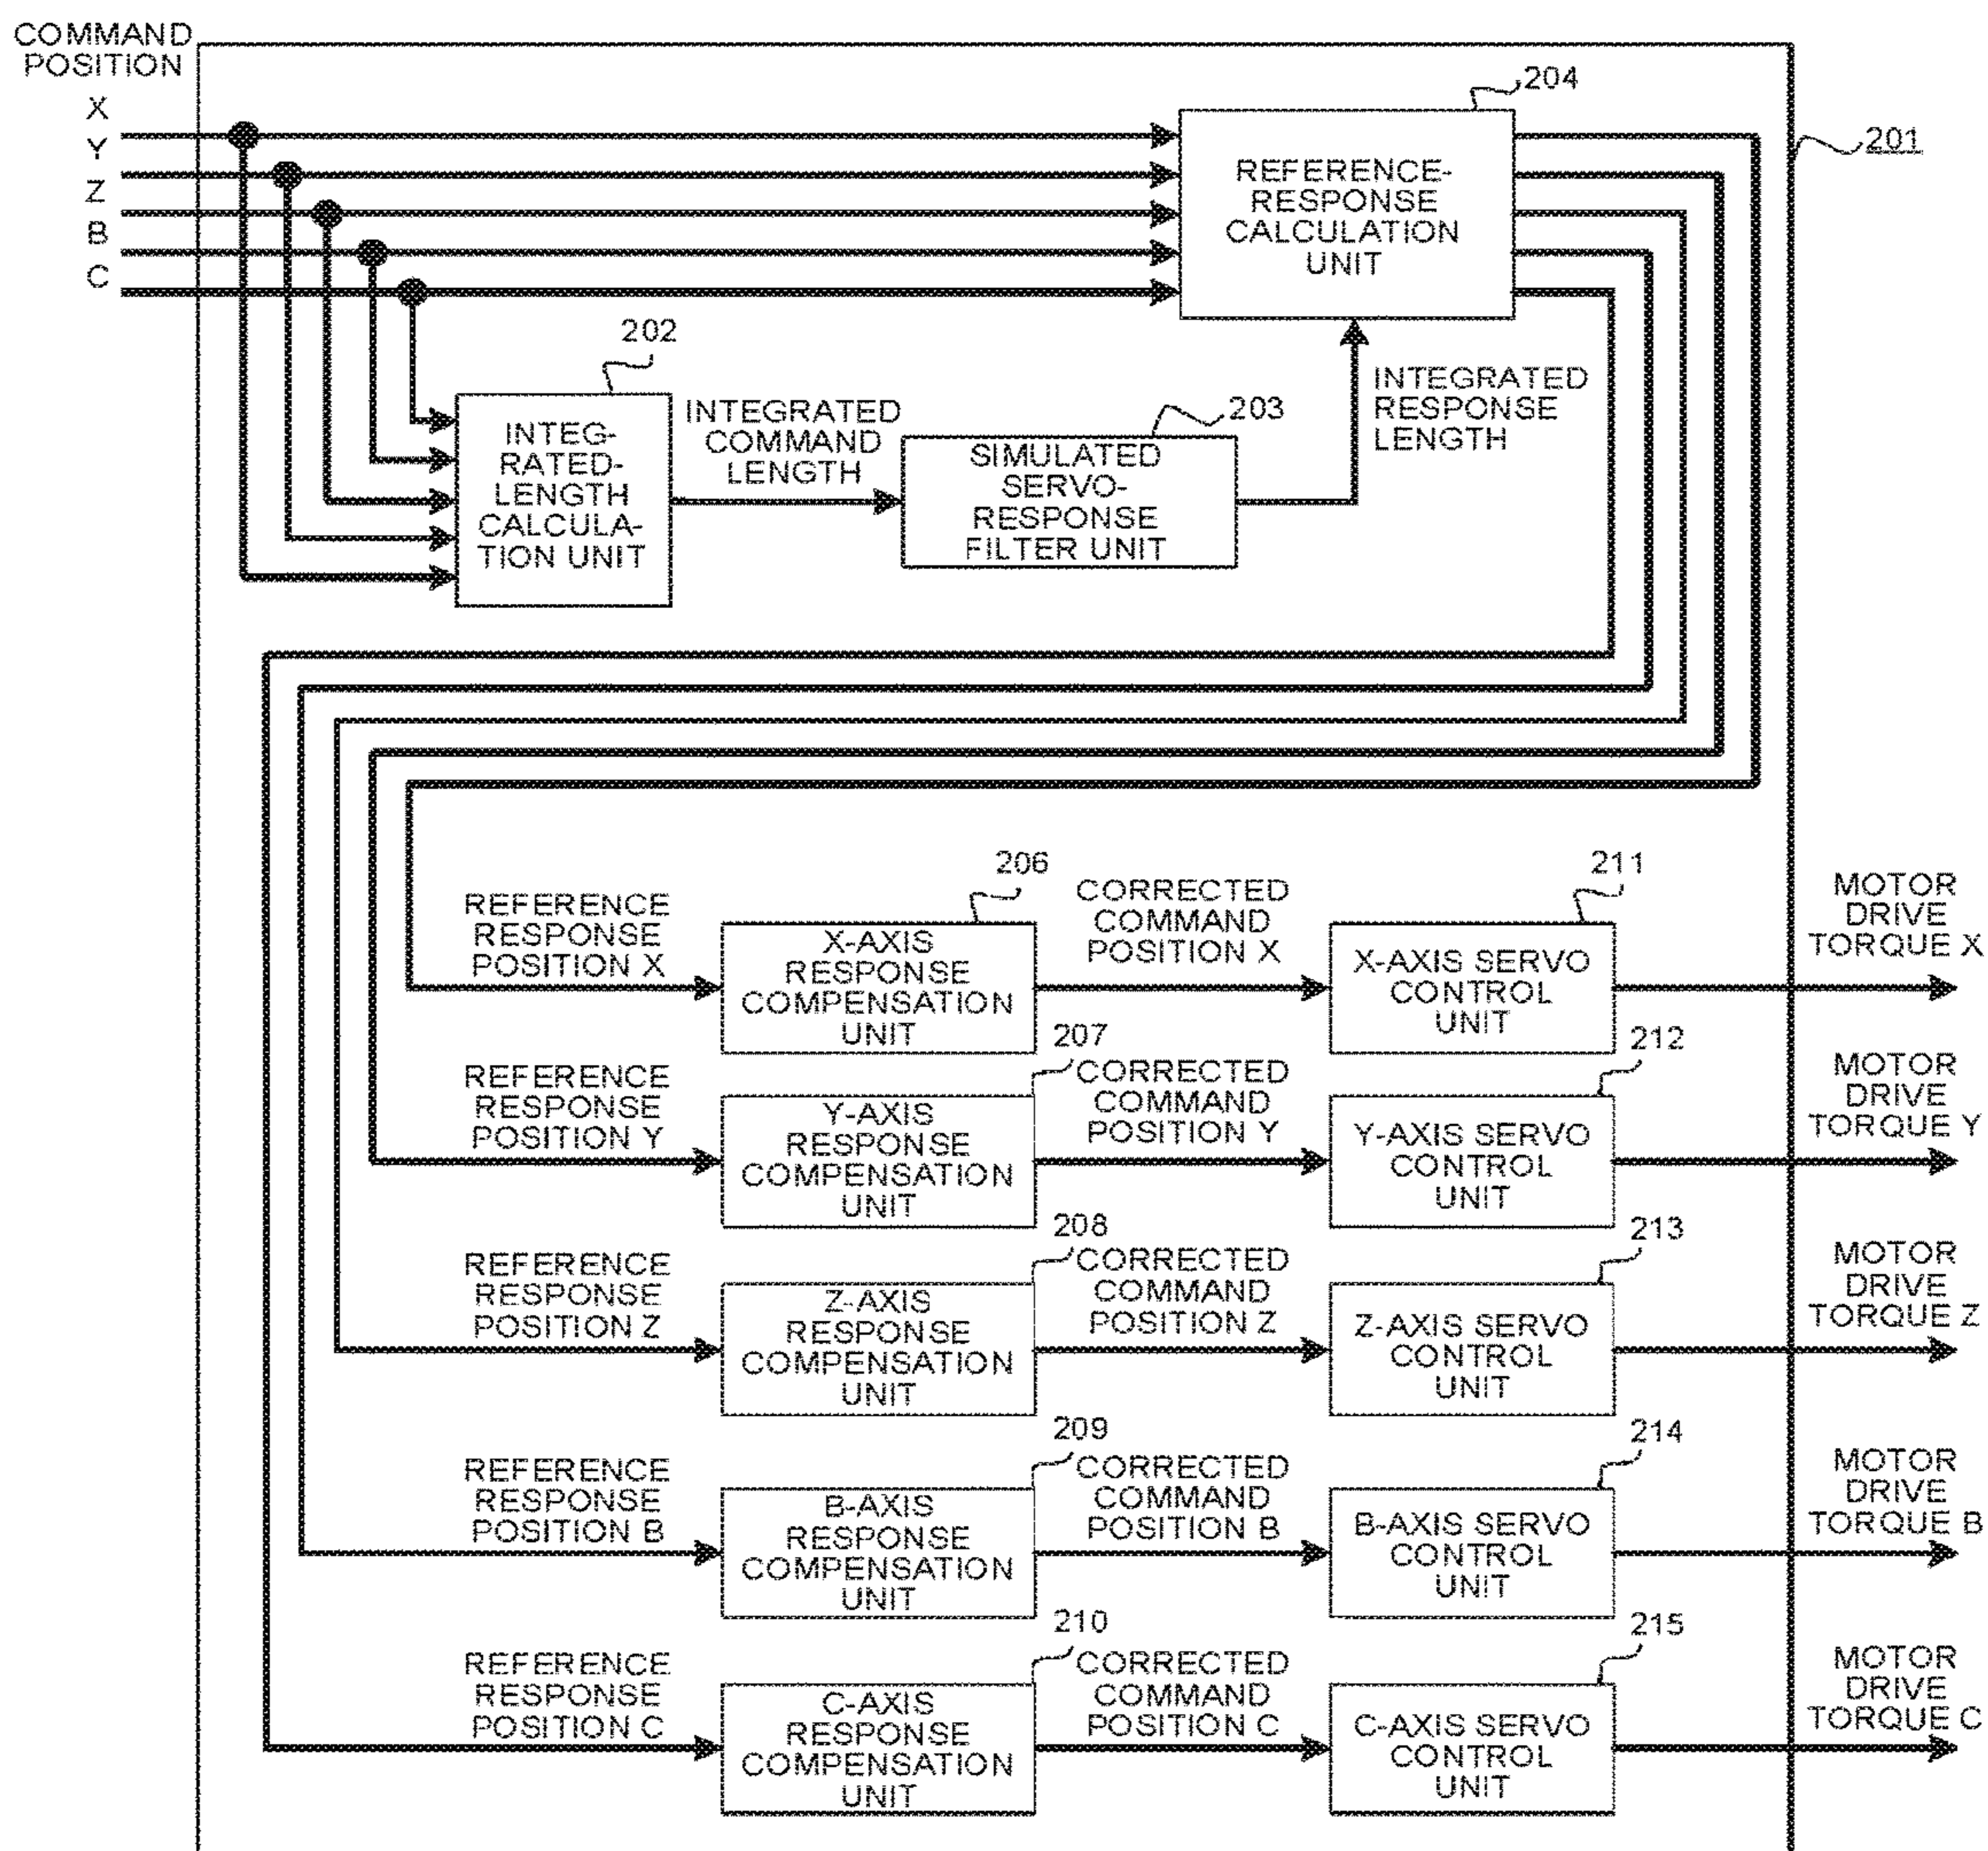 COMMAND
POSITION
X
Y
Z
B
C
204
201
REFERENCE-
RESPONSE
CALCULATION
UNIT
202
INTEG-
RATED-
LENGTH
CALCULA-
TION UNIT
INTEGRATED
COMMAND
LENGTH
203
SIMULATED
SERVO-
RESPONSE
FILTER UNIT
INTEGRATED
RESPONSE
LENGTH
REFERENCE
RESPONSE
POSITION X
206
X-AXIS
RESPONSE
COMPENSATION
UNIT
CORRECTED
COMMAND
POSITION X
211
X-AXIS SERVO
CONTROL
UNIT
MOTOR
DRIVE
TORQUE X
REFERENCE
RESPONSE
POSITION Y
207
Y-AXIS
RESPONSE
COMPENSATION
UNIT
CORRECTED
COMMAND
POSITION Y
212
Y-AXIS SERVO
CONTROL
UNIT
MOTOR
DRIVE
TORQUE Y
REFERENCE
RESPONSE
POSITION Z
208
Z-AXIS
RESPONSE
COMPENSATION
UNIT
CORRECTED
COMMAND
POSITION Z
213
Z-AXIS SERVO
CONTROL
UNIT
MOTOR
DRIVE
TORQUE Z
REFERENCE
RESPONSE
POSITION B
209
B-AXIS
RESPONSE
COMPENSATION
UNIT
CORRECTED
COMMAND
POSITION B
214
B-AXIS SERVO
CONTROL
UNIT
MOTOR
DRIVE
TORQUE B
REFERENCE
RESPONSE
POSITION C
210
C-AXIS
RESPONSE
COMPENSATION
UNIT
CORRECTED
COMMAND
POSITION C
215
C-AXIS SERVO
CONTROL
UNIT
MOTOR
DRIVE
TORQUE C